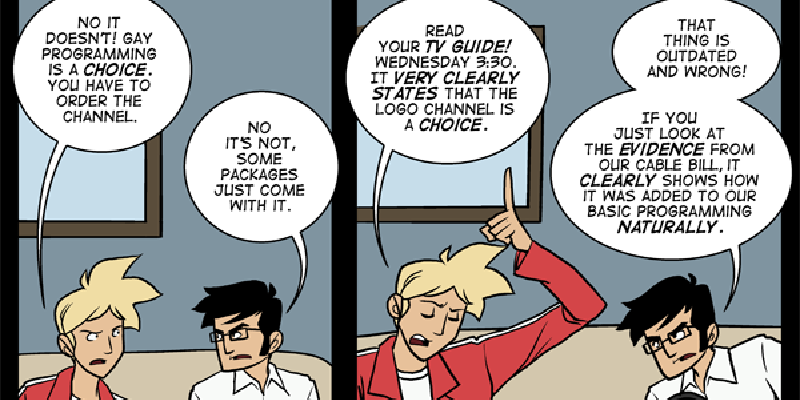 NO IT
DOESN'T! GAY
PROGRAMMING
IS A CHOICE.
YOU HAVE TO
ORDER THE
CHANNEL.
NO
IT'S NOT,
SOME
PACKAGES
JUST COME
WITH IT.
READ
YOUR TV GUIDE!
WEDNESDAY 3:30.
IT VERY CLEARLY
STATES THAT THE
LOGO CHANNEL IS
A CHOICE.
THAT
THING IS
OUTDATED
AND WRONG!
IF YOU
JUST LOOK AT
THE EVIDENCE FROM
OUR CABLE BILL, IT
CLEARLY SHOWS HOW
IT WAS ADDED TO OUR
BASIC PROGRAMMING
NATURALLY.